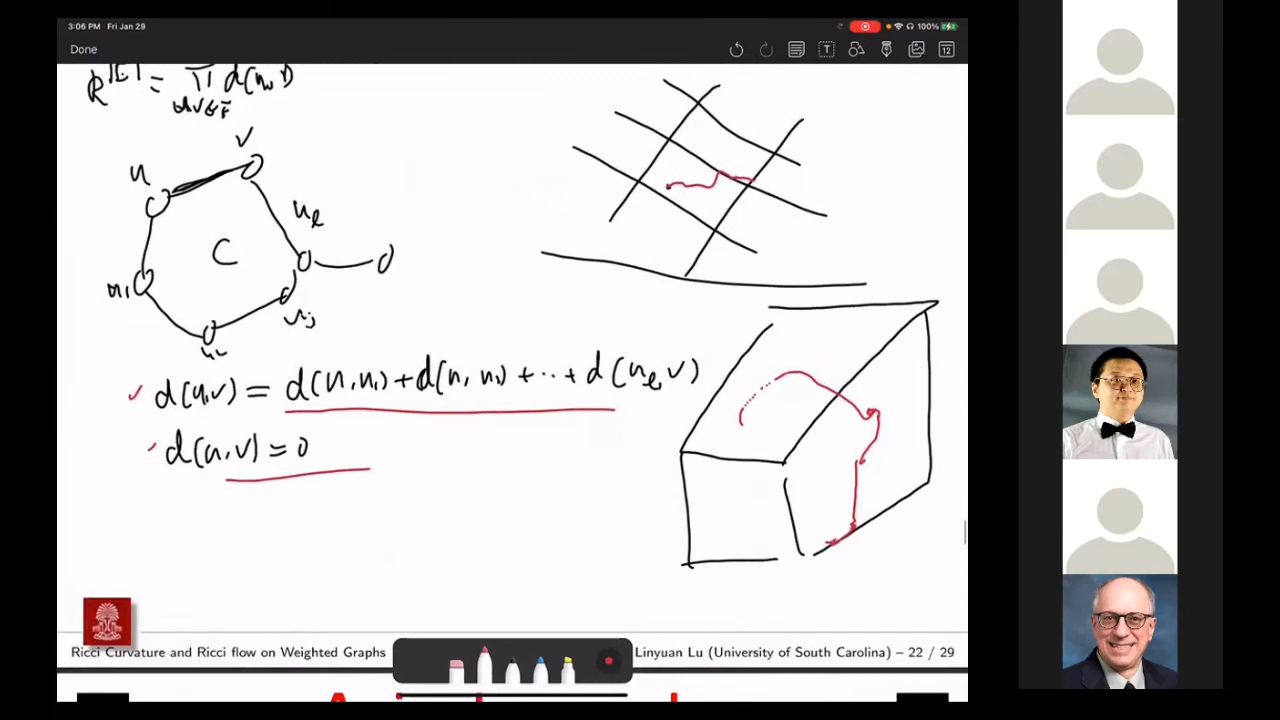 3:06 PM Fri Jan 29
100%
Done
T
12
v
u
u_l
C
u_1
u_j
d(u,v) = d(u,u_1) + d(u_1,u_2) + ... + d(u_l,v)
d(u,v) = 0
Ricci Curvature and Ricci flow on Weighted Graphs
Linyuan Lu (University of South Carolina) – 22 / 29